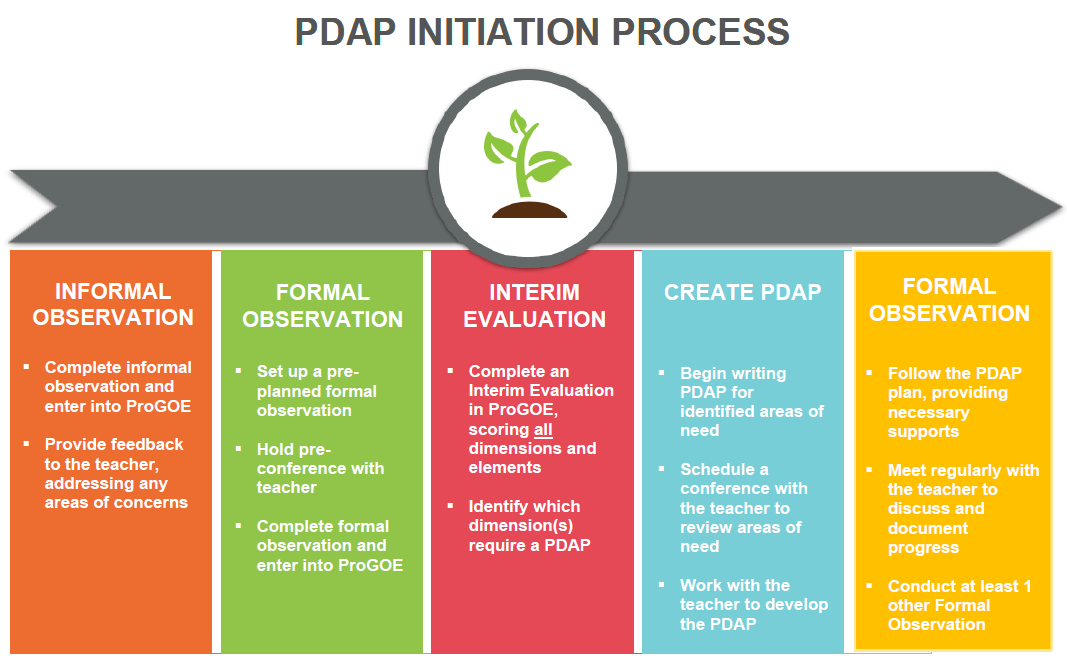 PDAP INITIATION PROCESS
INFORMAL
OBSERVATION
▪ Complete informal
observation and
enter into ProGOE
▪ Provide feedback
to the teacher,
addressing any
areas of concerns
FORMAL
OBSERVATION
▪ Set up a pre-
planned formal
observation
▪ Hold pre-
conference with
teacher
▪ Complete formal
observation and
enter into ProGOE
INTERIM
EVALUATION
▪ Complete an
Interim Evaluation
in ProGOE,
scoring all
dimensions and
elements
▪ Identify which
dimension(s)
require a PDAP
CREATE PDAP
▪ Begin writing
PDAP for
identified areas of
need
▪ Schedule a
conference with
the teacher to
review areas of
need
▪ Work with the
teacher to develop
the PDAP
FORMAL
OBSERVATION
▪ Follow the PDAP
plan, providing
necessary
supports
▪ Meet regularly with
the teacher to
discuss and
document
progress
▪ Conduct at least 1
other Formal
Observation